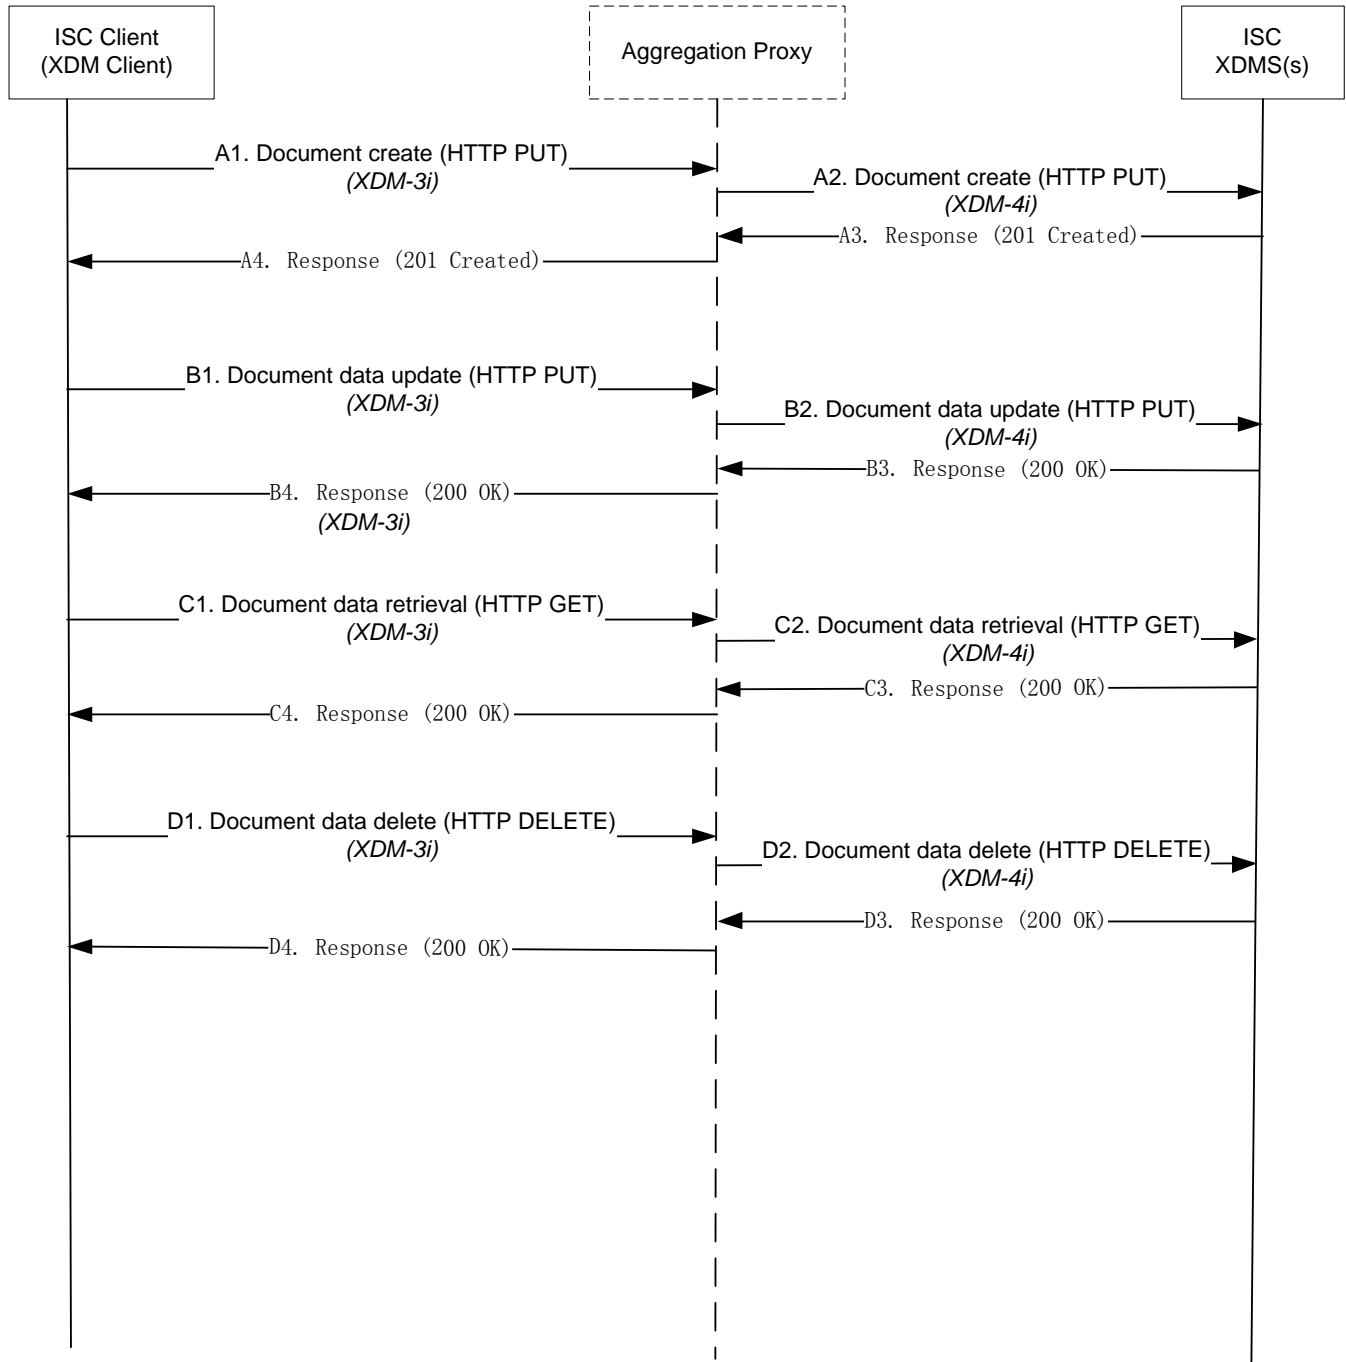 ISC Client
(XDM Client)
Aggregation Proxy
ISC
XDMS(s)
A1. Document create (HTTP PUT)
(XDM-3i)
A2. Document create (HTTP PUT)
(XDM-4i)
A3. Response (201 Created)
A4. Response (201 Created)
B1. Document data update (HTTP PUT)
(XDM-3i)
B2. Document data update (HTTP PUT)
(XDM-4i)
B3. Response (200 OK)
B4. Response (200 OK)
(XDM-3i)
C1. Document data retrieval (HTTP GET)
(XDM-3i)
C2. Document data retrieval (HTTP GET)
(XDM-4i)
C3. Response (200 OK)
C4. Response (200 OK)
D1. Document data delete (HTTP DELETE)
(XDM-3i)
D2. Document data delete (HTTP DELETE)
(XDM-4i)
D3. Response (200 OK)
D4. Response (200 OK)